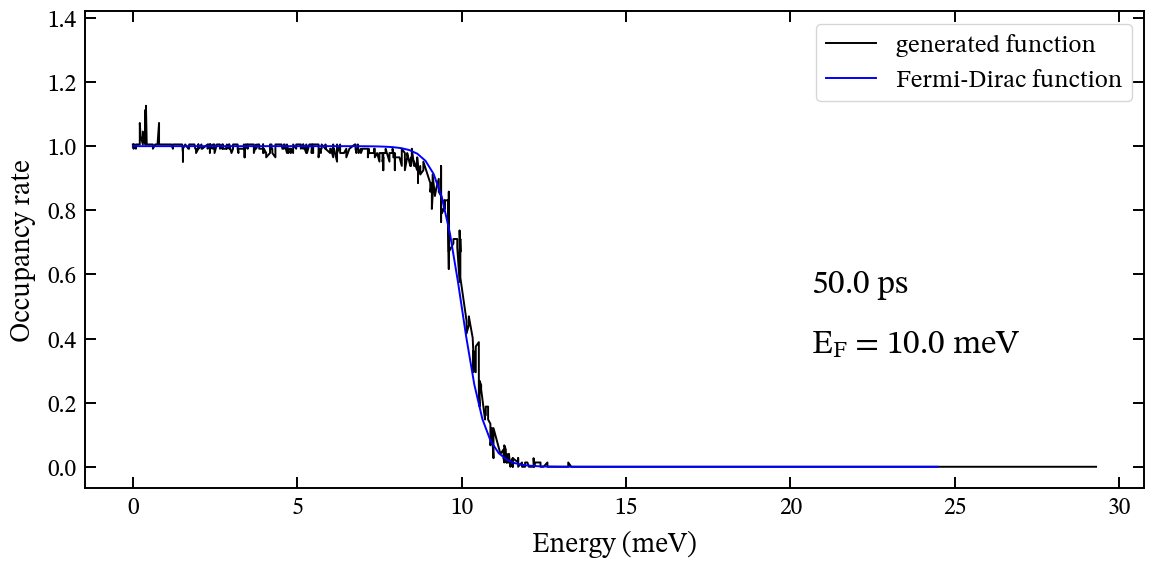 1.4
1.2
1.0
0.8
0.6
0.4
0.2
0.0
Occupancy rate
generated function
Fermi-Dirac function
50.0 ps
E_F = 10.0 meV
0 5 10 15 20 25 30
Energy (meV)